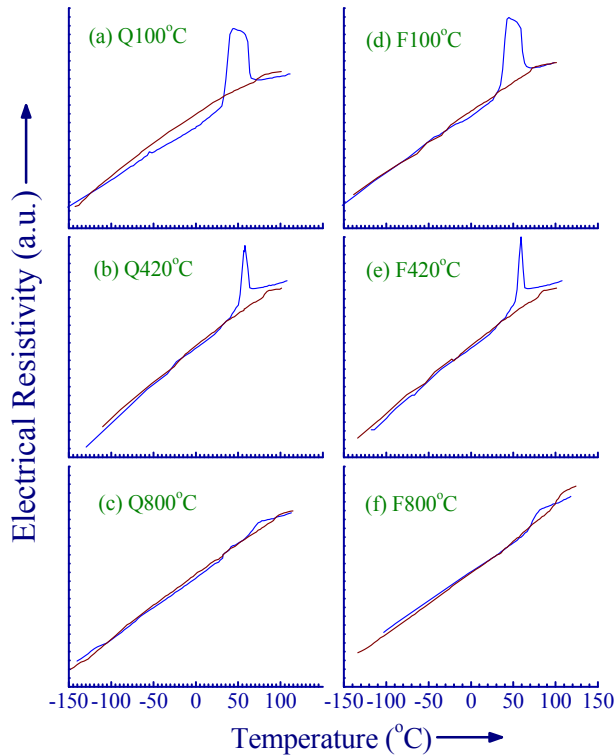 (a) Q100°C
(d) F100°C
(b) Q420°C
(e) F420°C
(c) Q800°C
(f) F800°C
Electrical Resistivity (a.u.)
-150 -100 -50 0 50 100
-150 -100 -50 0 50 100 150
Temperature (°C)